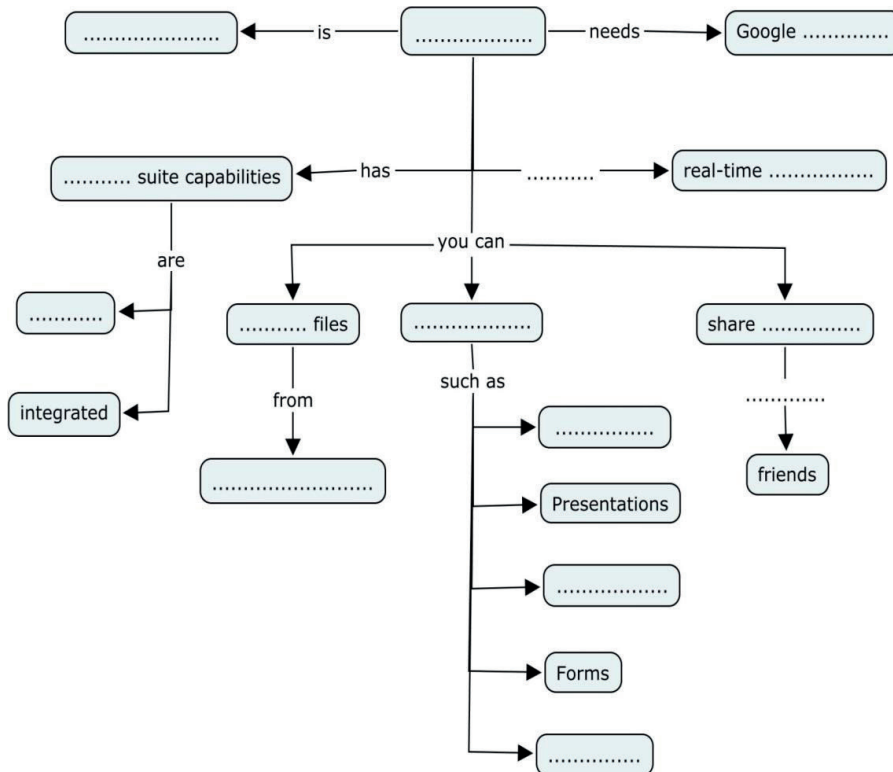 ...................... is ................... needs Google ..............
........... suite capabilities has ........... real-time .................
you can
are
............ ........... files ................... share ................
such as
integrated from ..............
................
.......................... friends
Presentations
..................
Forms
...............